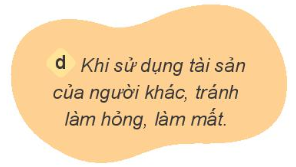 d Khi sử dụng tài sản
của người khác, tránh
làm hỏng, làm mất.